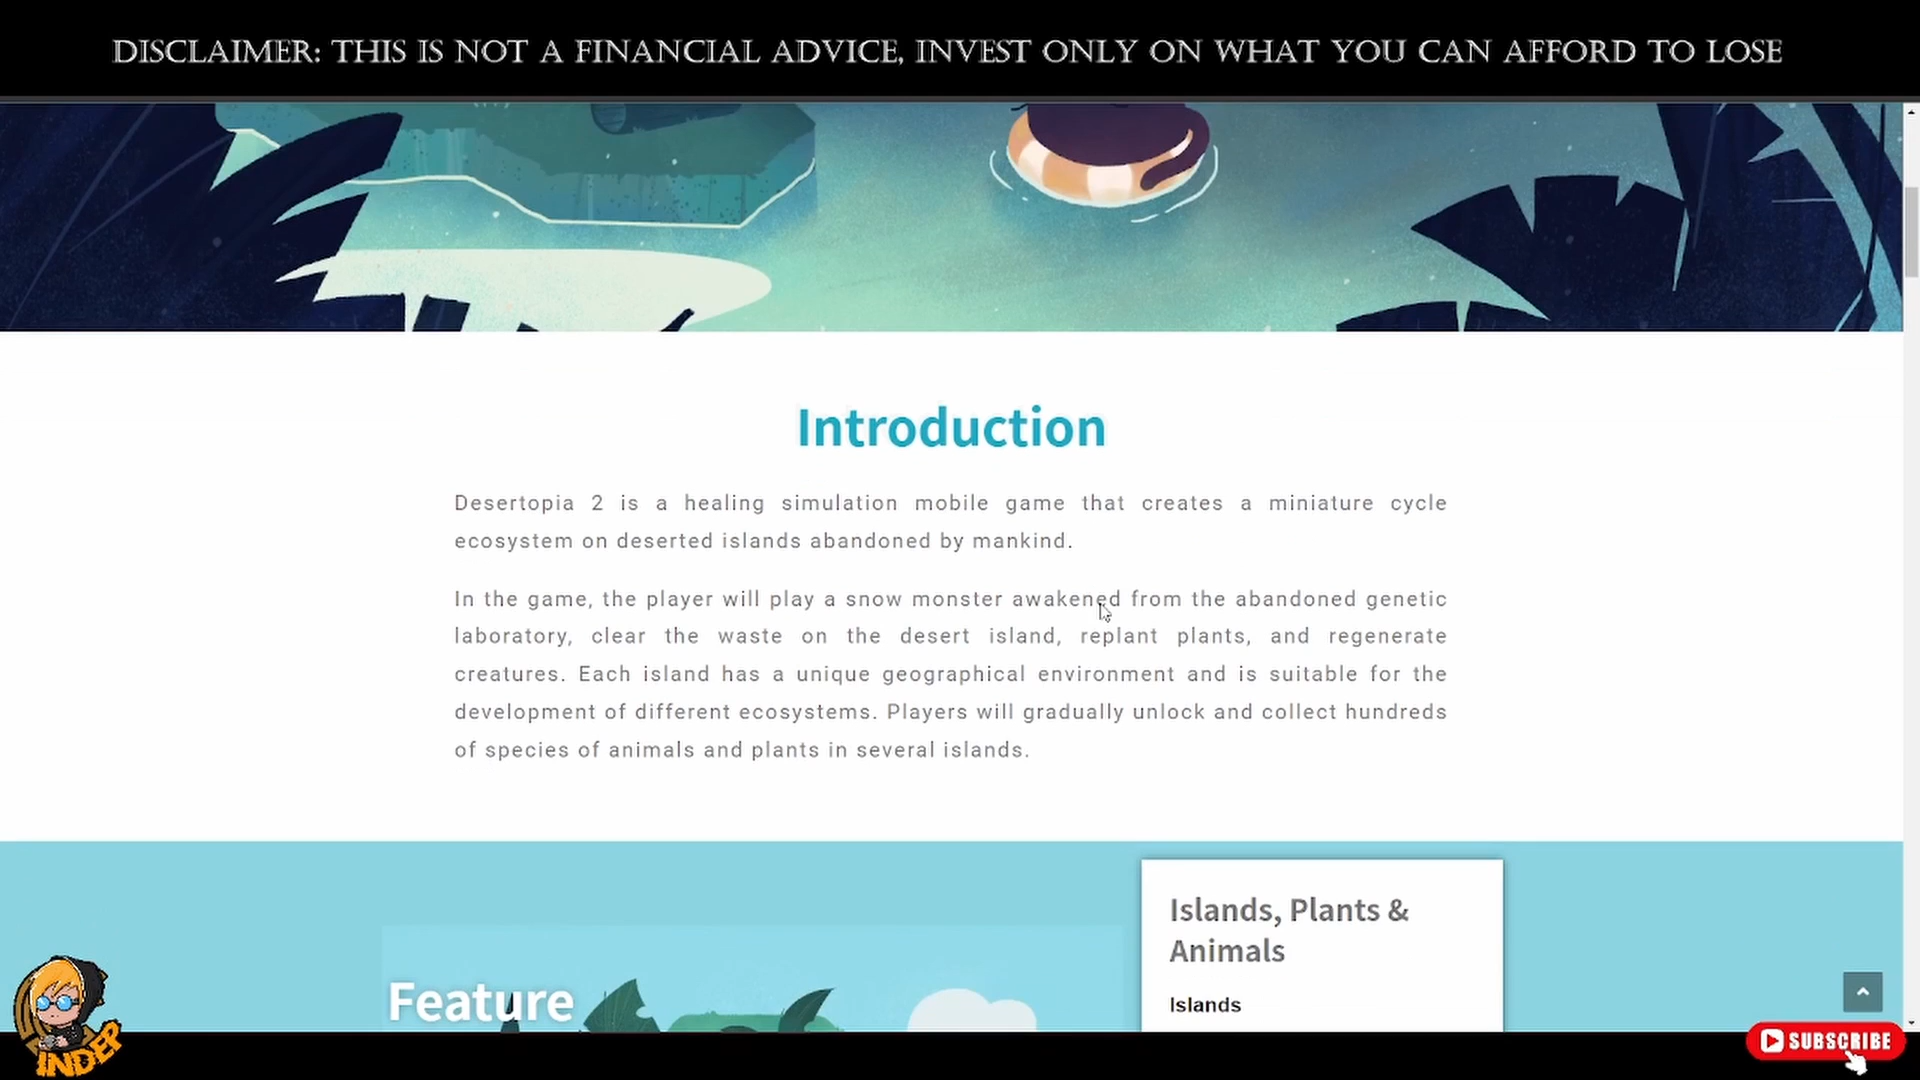 DISCLAIMER: THIS IS NOT A FINANCIAL ADVICE, INVEST ONLY ON WHAT YOU CAN AFFORD TO LOSE
Introduction
Desertopia 2 is a healing simulation mobile game that creates a miniature cycle
ecosystem on deserted islands abandoned by mankind.
In the game, the player will play a snow monster awakened from the abandoned genetic
laboratory, clear the waste on the desert island, replant plants, and regenerate
creatures. Each island has a unique geographical environment and is suitable for the
development of different ecosystems. Players will gradually unlock and collect hundreds
of species of animals and plants in several islands.
Islands, Plants &
Animals
Islands
Feature
INDEP
SUBSCRIBE